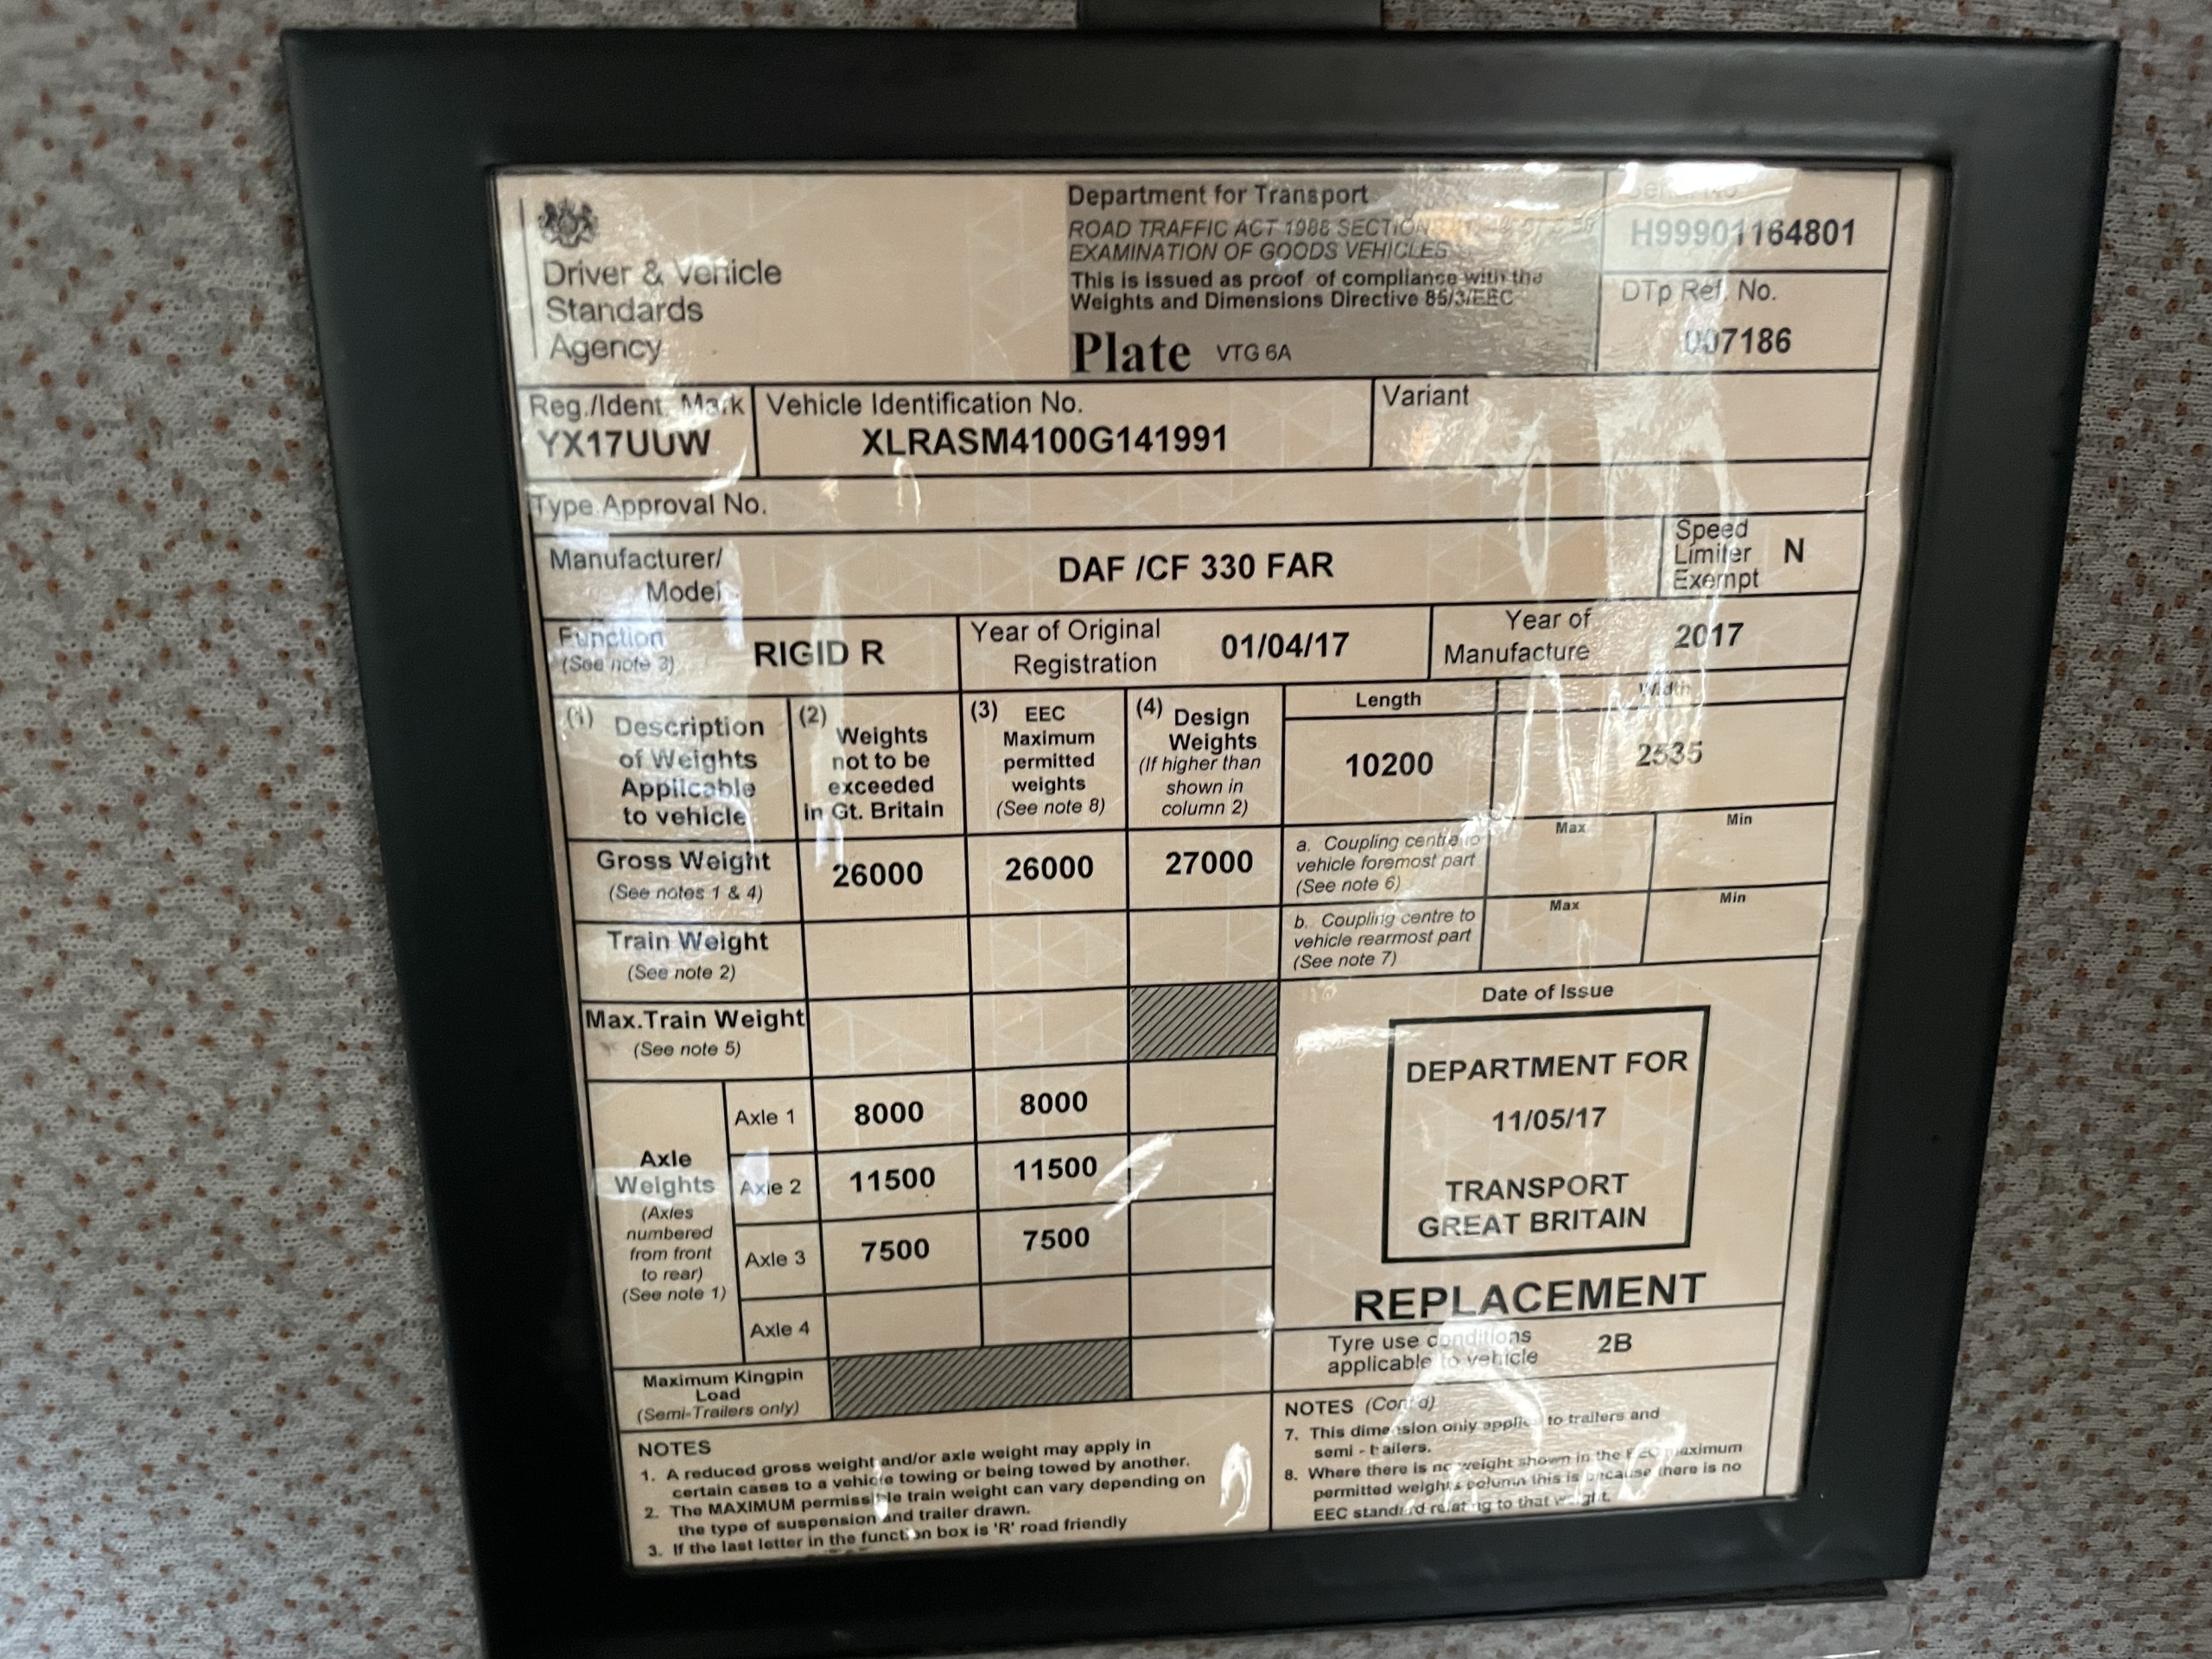 Driver & Vehicle
Standards
Agency
Department for Transport
ROAD TRAFFIC ACT 1988 SECTION
EXAMINATION OF GOODS VEHICLES
This is issued as proof of compliance with the
Weights and Dimensions Directive 85/3/EEC
Plate VTG 6A
Serial No.
H99901164801
DTp Ref. No.
007186
Reg./Ident. Mark
YX17UUW
Vehicle Identification No.
XLRASM4100G141991
Variant
Type Approval No.
Manufacturer/
Model
DAF /CF 330 FAR
Speed
Limiter
Exempt
N
Function
(See note 3)
RIGID R
Year of Original
Registration
01/04/17
Year of
Manufacture
2017
(1) Description
of Weights
Applicable
to vehicle
(2)
Weights
not to be
exceeded
in Gt. Britain
(3) EEC
Maximum
permitted
weights
(See note 8)
(4) Design
Weights
(If higher than
shown in
column 2)
Length
10200
Width
2535
Gross Weight
(See notes 1 & 4)
26000
26000
27000
a. Coupling centre to
vehicle foremost part
(See note 6)
Max
Min
Train Weight
(See note 2)
b. Coupling centre to
vehicle rearmost part
(See note 7)
Max
Min
Max.Train Weight
(See note 5)
Axle
Weights
(Axles
numbered
from front
to rear)
(See note 1)
Axle 1
8000
8000
Axle 2
11500
11500
Axle 3
7500
7500
Axle 4
Maximum Kingpin
Load
(Semi-Trailers only)
Date of Issue
DEPARTMENT FOR
11/05/17
TRANSPORT
GREAT BRITAIN
REPLACEMENT
Tyre use conditions
applicable to vehicle
2B
NOTES
1. A reduced gross weight and/or axle weight may apply in
certain cases to a vehicle towing or being towed by another.
2. The MAXIMUM permissible train weight can vary depending on
the type of suspension and trailer drawn.
3. If the last letter in the function box is 'R' road friendly
NOTES (Cont'd)
7. This dimension only applies to trailers and
semi - trailers.
8. Where there is no weight shown in the EEC maximum
permitted weights column this is because there is no
EEC standard relating to that weight.